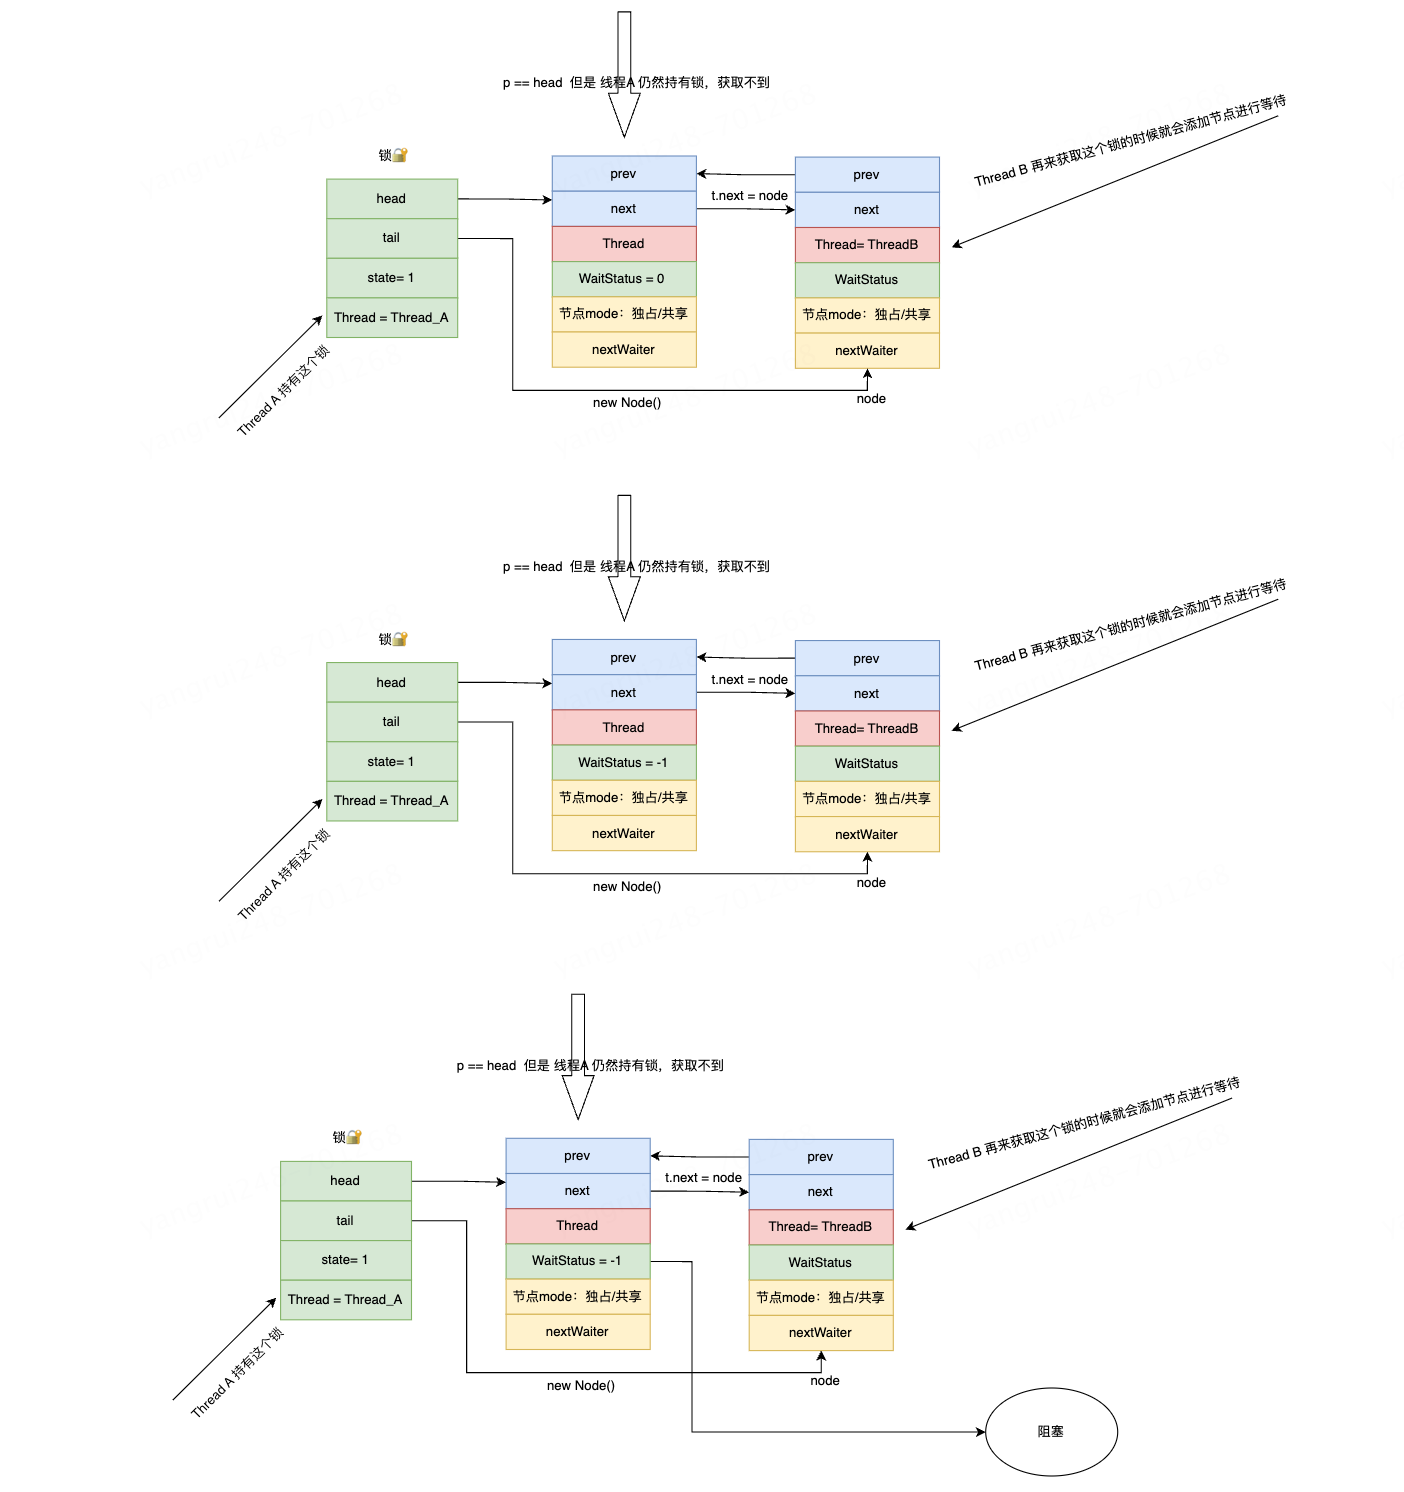 p == head 但是 线程A 仍然持有锁，获取不到
Thread B 再来获取这个锁的时候就会添加节点进行等待
锁🔐
head
tail
state= 1
Thread = Thread_A
Thread A 持有这个锁
prev
next
Thread
WaitStatus = 0
节点mode：独占/共享
nextWaiter
t.next = node
prev
next
Thread= ThreadB
WaitStatus
节点mode：独占/共享
nextWaiter
new Node()
node
p == head 但是 线程A 仍然持有锁，获取不到
Thread B 再来获取这个锁的时候就会添加节点进行等待
锁🔐
head
tail
state= 1
Thread = Thread_A
Thread A 持有这个锁
prev
next
Thread
WaitStatus = -1
节点mode：独占/共享
nextWaiter
t.next = node
prev
next
Thread= ThreadB
WaitStatus
节点mode：独占/共享
nextWaiter
new Node()
node
p == head 但是 线程A 仍然持有锁，获取不到
Thread B 再来获取这个锁的时候就会添加节点进行等待
锁🔐
head
tail
state= 1
Thread = Thread_A
Thread A 持有这个锁
prev
next
Thread
WaitStatus = -1
节点mode：独占/共享
nextWaiter
t.next = node
prev
next
Thread= ThreadB
WaitStatus
节点mode：独占/共享
nextWaiter
new Node()
node
阻塞